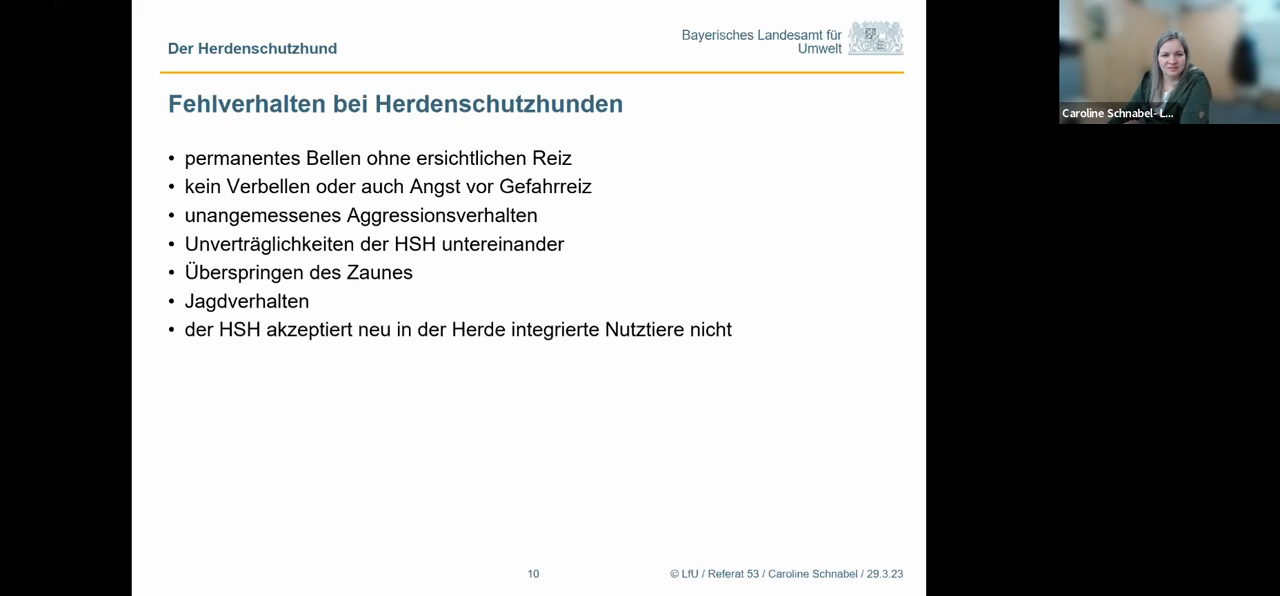 Der Herdenschutzhund
Bayerisches Landesamt für
Umwelt
Fehlverhalten bei Herdenschutzhunden
• permanentes Bellen ohne ersichtlichen Reiz
• kein Verbellen oder auch Angst vor Gefahrreiz
• unangemessenes Aggressionsverhalten
• Unverträglichkeiten der HSH untereinander
• Überspringen des Zaunes
• Jagdverhalten
• der HSH akzeptiert neu in der Herde integrierte Nutztiere nicht
10
© LfU / Referat 53 / Caroline Schnabel / 29.3.23
Caroline Schnabel- L...